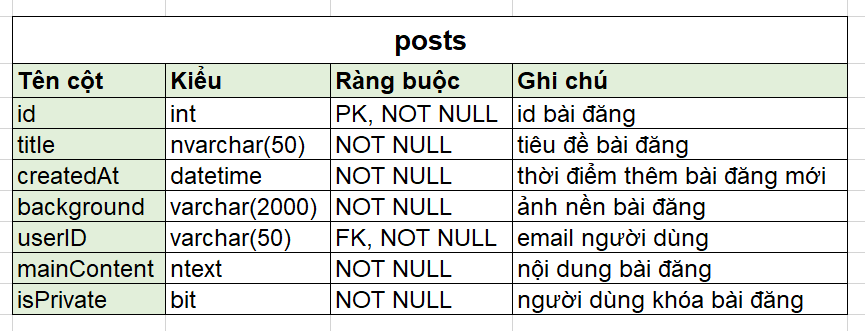 posts
Tên cột Kiểu Ràng buộc Ghi chú
id int PK, NOT NULL id bài đăng
title nvarchar(50) NOT NULL tiêu đề bài đăng
createdAt datetime NOT NULL thời điểm thêm bài đăng mới
background varchar(2000) NOT NULL ảnh nền bài đăng
userID varchar(50) FK, NOT NULL email người dùng
mainContent ntext NOT NULL nội dung bài đăng
isPrivate bit NOT NULL người dùng khóa bài đăng